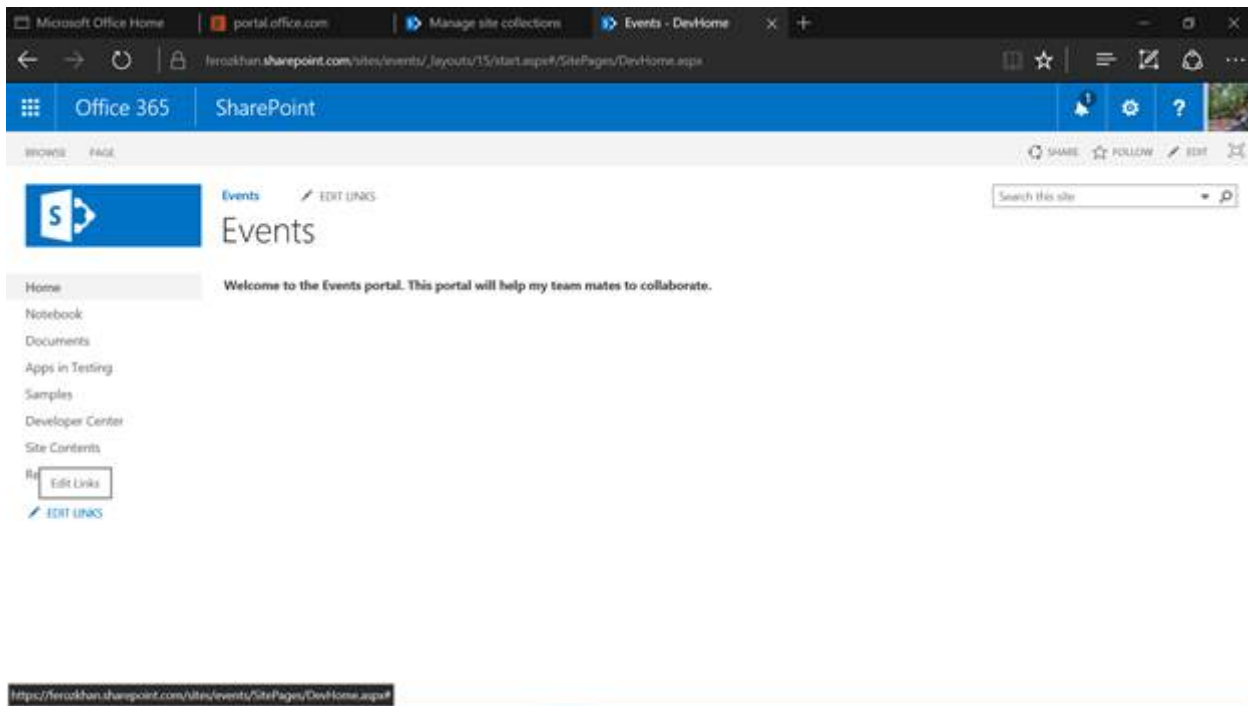 Microsoft Office Home portal.office.com Manage site collections Events - DevHome
ferozkhan.sharepoint.com/sites/events/_layouts/15/start.aspx#/SitePages/DevHome.aspx
Office 365 SharePoint 1 ?
BROWSE PAGE SHARE FOLLOW EDIT
S
Events EDIT LINKS Search this site
Events
Home
Welcome to the Events portal. This portal will help my team mates to collaborate.
Notebook
Documents
Apps in Testing
Samples
Developer Center
Site Contents
Re
Edit Links
EDIT LINKS
https://ferozkhan.sharepoint.com/sites/events/SitePages/DevHome.aspx#